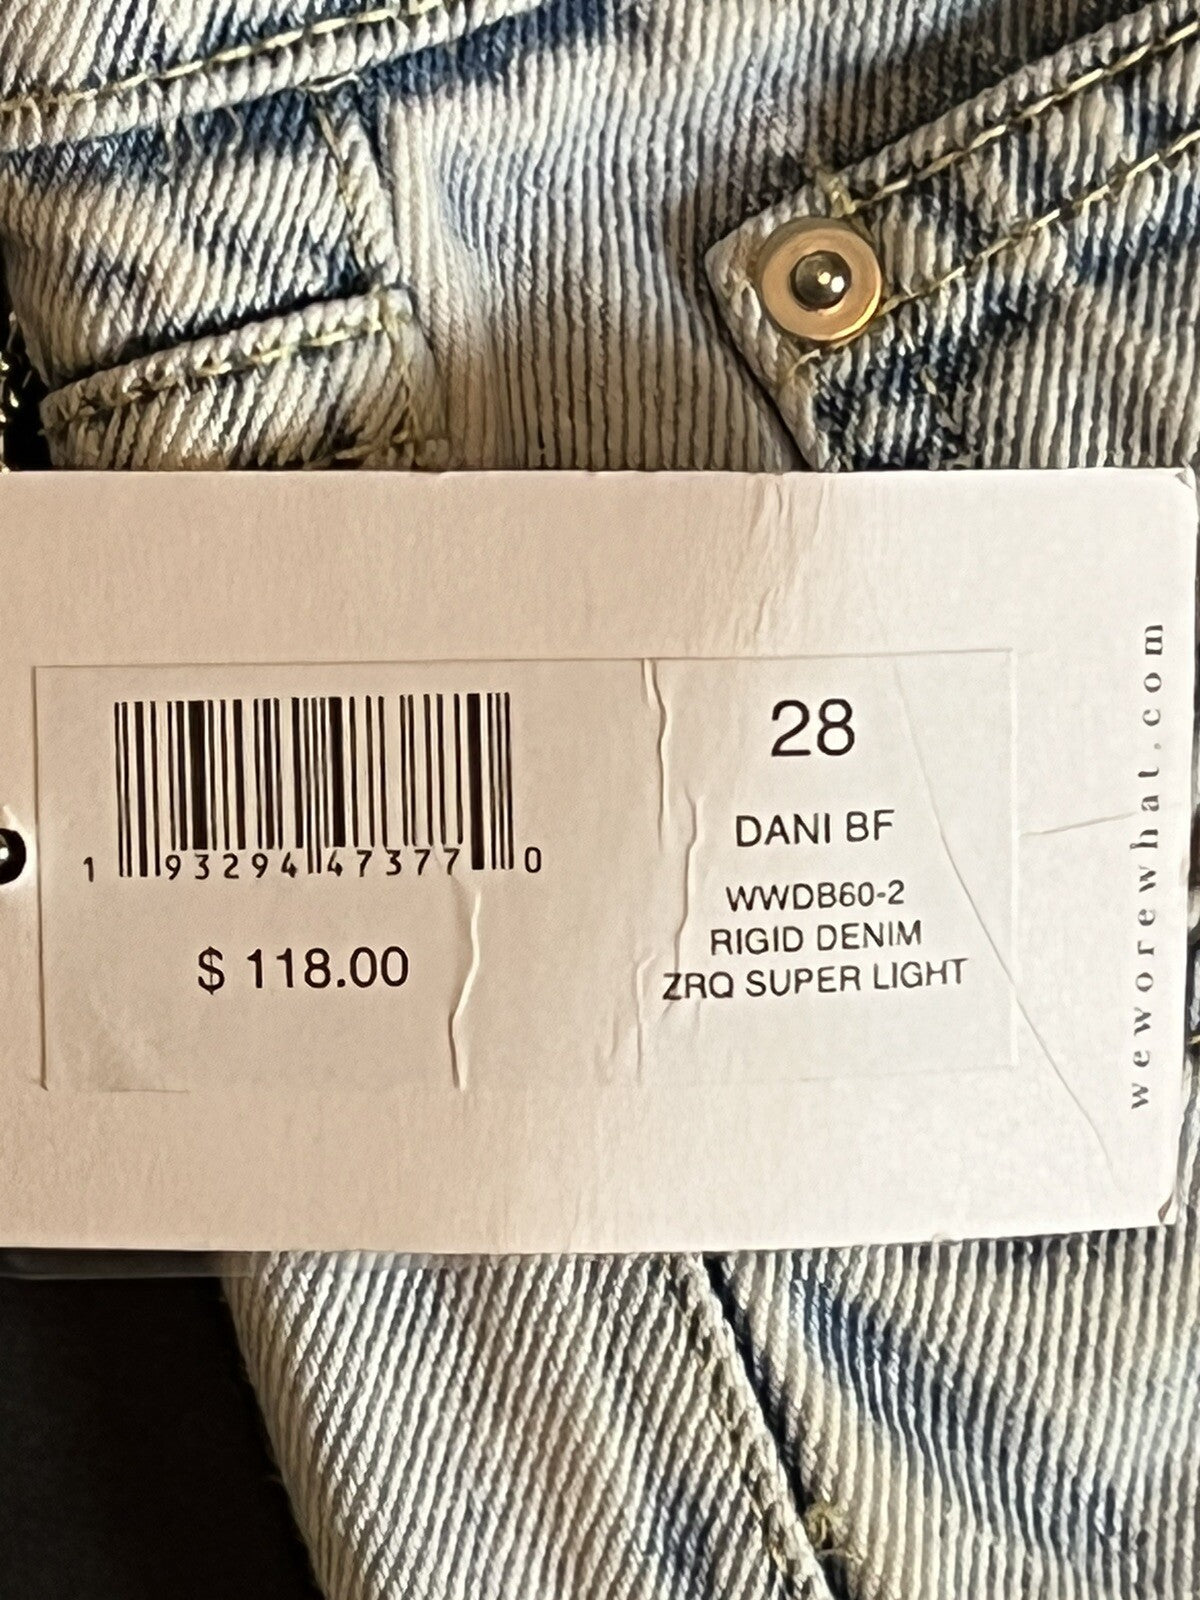 28
DANI BF
WWDB60-2
RIGID DENIM
ZRQ SUPER LIGHT
1 93294 47377 0
$ 118.00
weworewhat.com